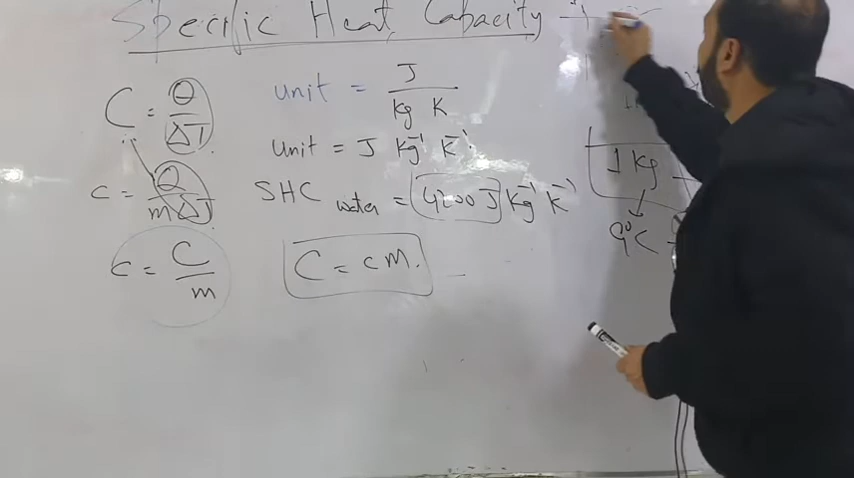 Specific Heat Capacity
C = Q / ΔT
unit = J / kg K
unit = J kg⁻¹ K⁻¹
c = Q / mΔT
SHC water = 4200 J kg⁻¹ K⁻¹
c = C / m
C = cm.
1 kg